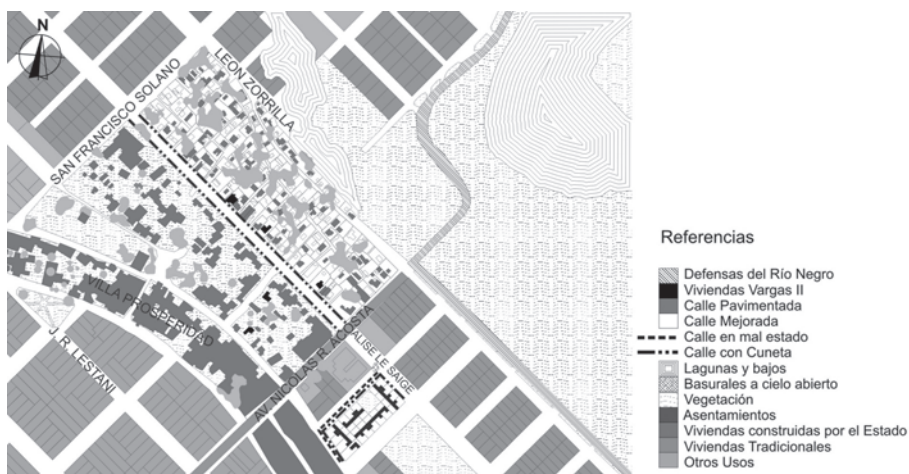 N
SAN FRANCISCO SOLANO
LEON ZORRILLA
VILLA PROSPERIDAD
J. R. LESTANI
AV. NICOLAS R. ACOSTA
ALISE LE SAIGE
Referencias
Defensas del Río Negro
Viviendas Vargas II
Calle Pavimentada
Calle Mejorada
Calle en mal estado
Calle con Cuneta
Lagunas y bajos
Basurales a cielo abierto
Vegetación
Asentamientos
Viviendas construidas por el Estado
Viviendas Tradicionales
Otros Usos